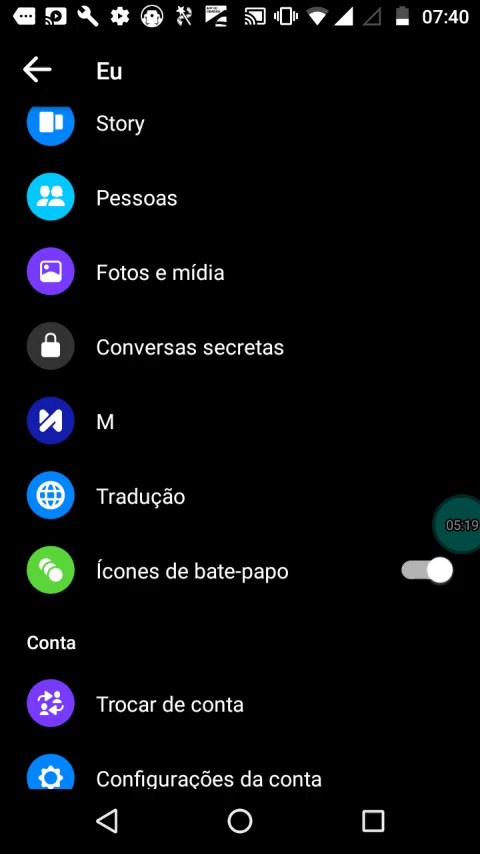 07:40
Eu
Story
Pessoas
Fotos e mídia
Conversas secretas
M
Tradução
05:19
Ícones de bate-papo
Conta
Trocar de conta
Configurações da conta